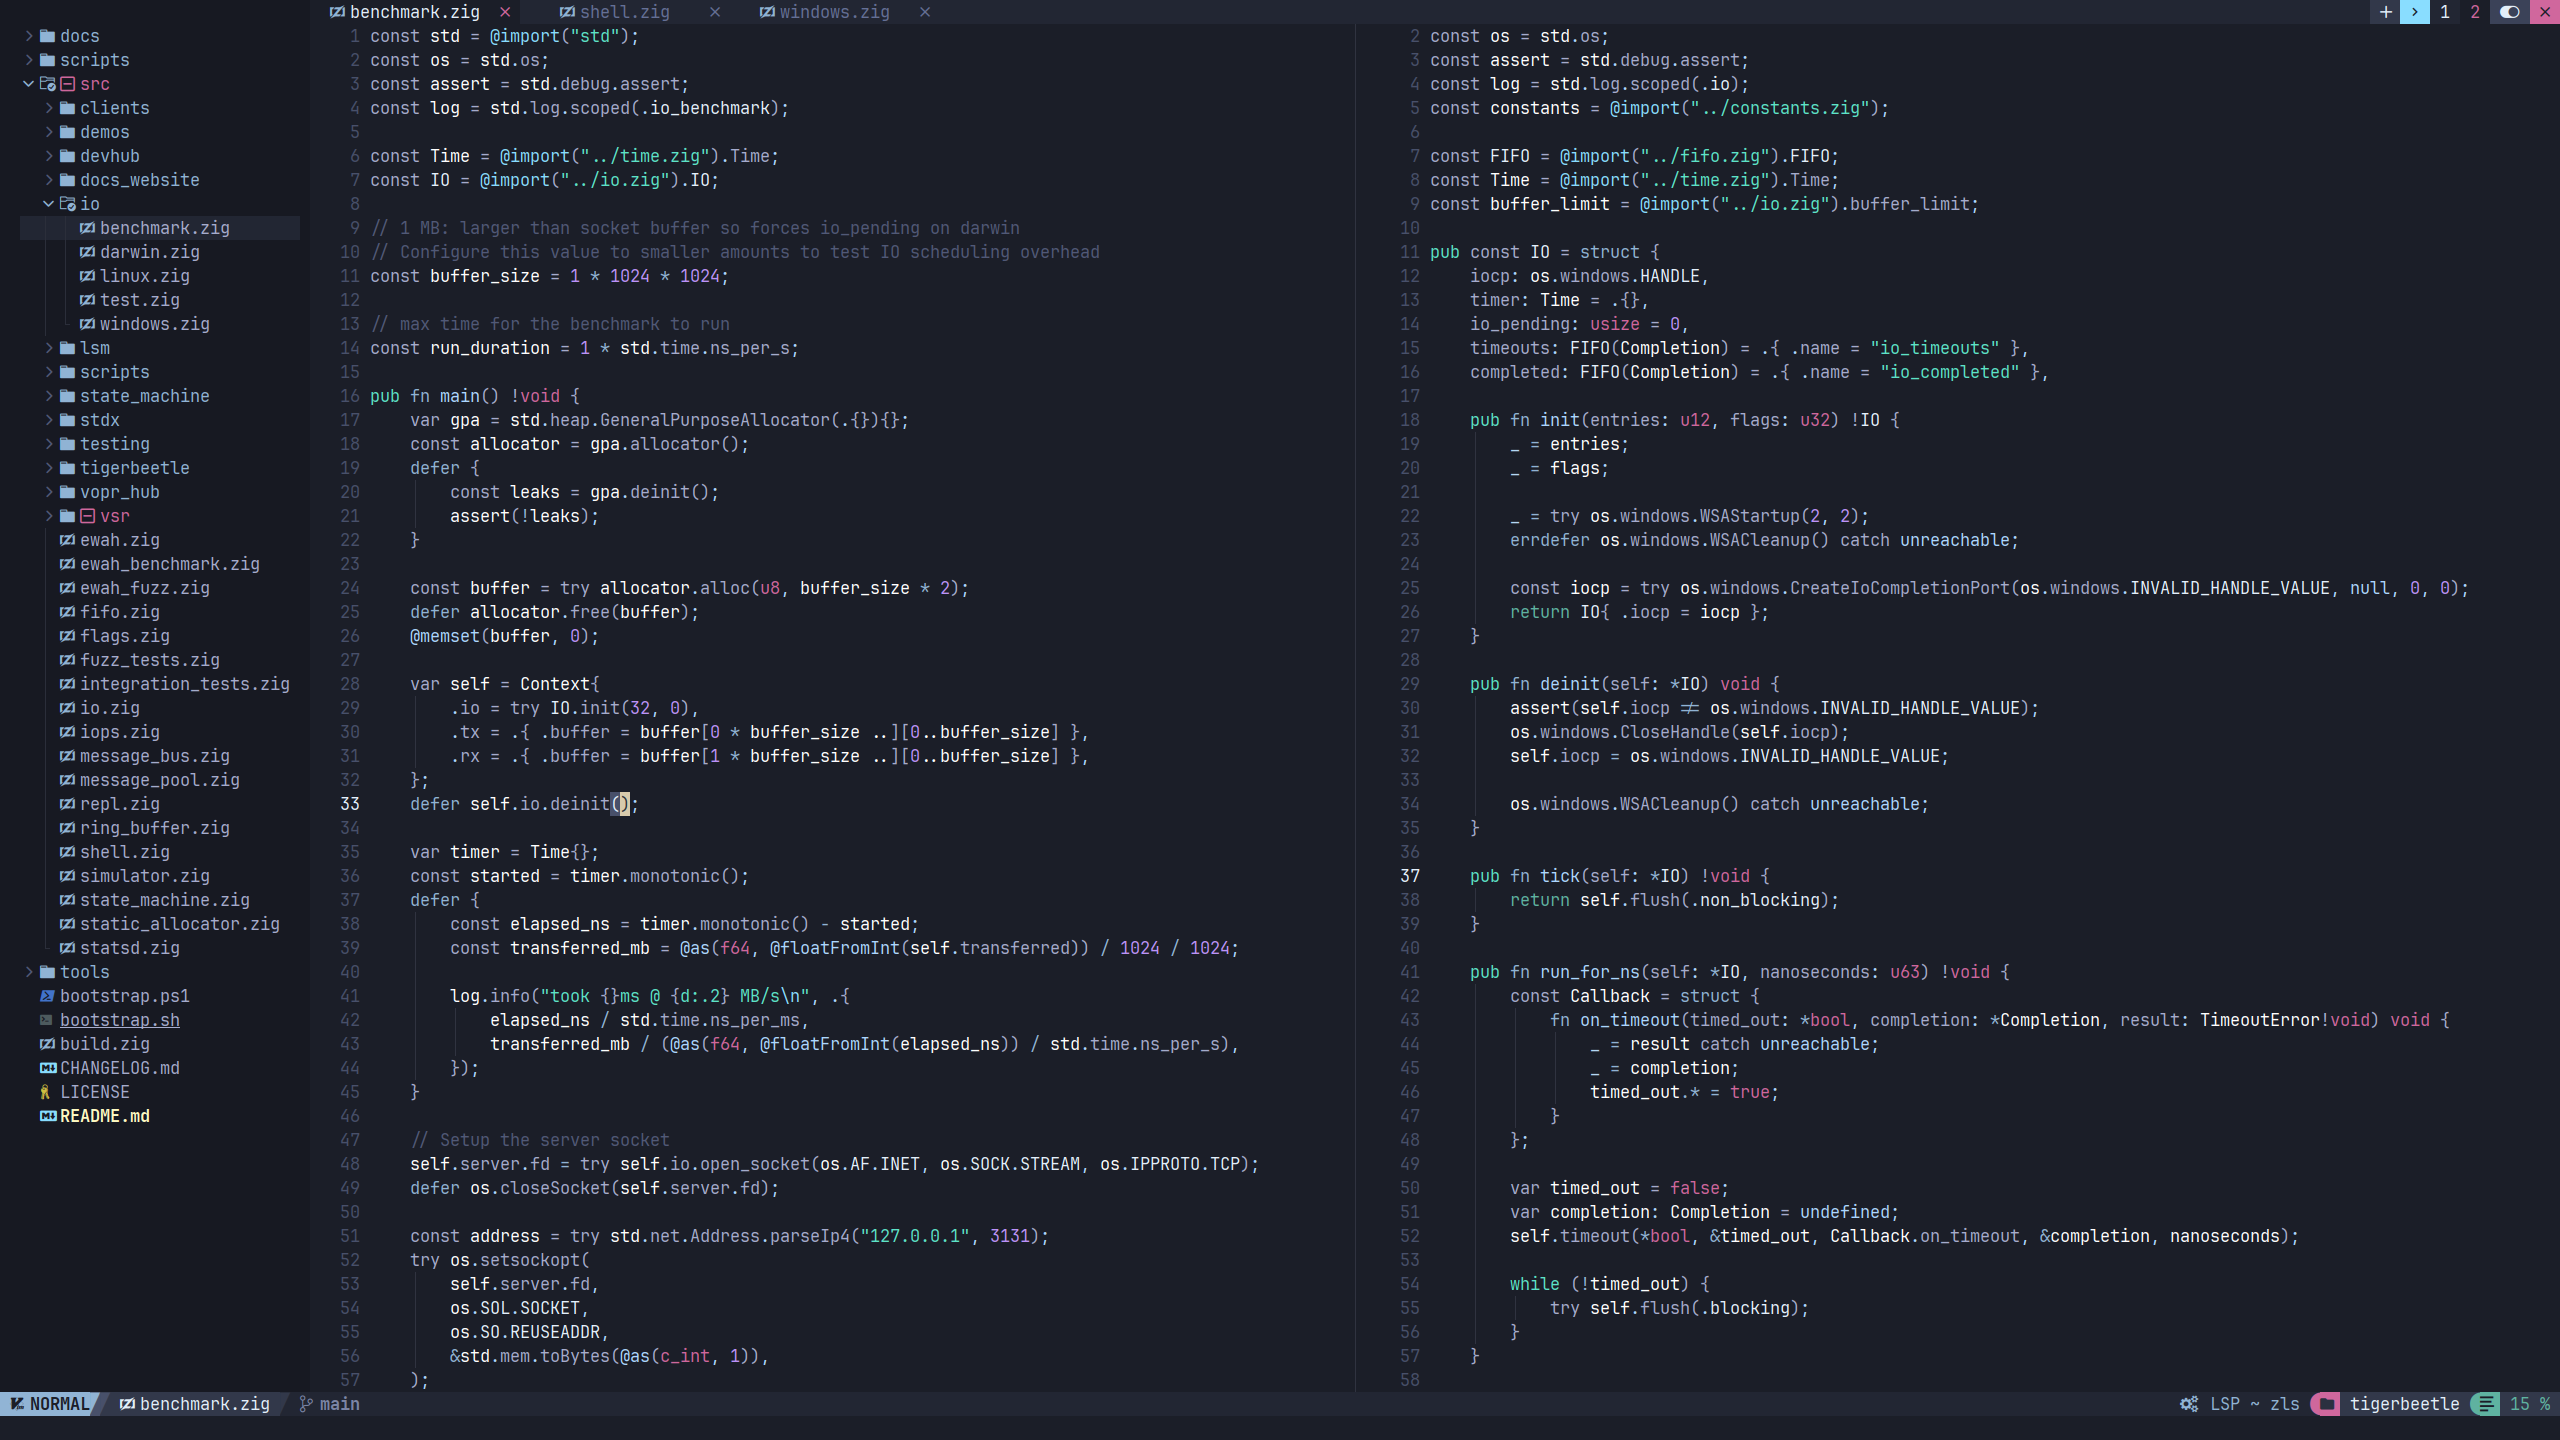 benchmark.zig × shell.zig × windows.zig × + › 1 2 ×
docs
scripts
src
clients
demos
devhub
docs_website
io
benchmark.zig
darwin.zig
linux.zig
test.zig
windows.zig
lsm
scripts
state_machine
stdx
testing
tigerbeetle
vopr_hub
vsr
ewah.zig
ewah_benchmark.zig
ewah_fuzz.zig
fifo.zig
flags.zig
fuzz_tests.zig
integration_tests.zig
io.zig
iops.zig
message_bus.zig
message_pool.zig
repl.zig
ring_buffer.zig
shell.zig
simulator.zig
state_machine.zig
static_allocator.zig
statsd.zig
tools
bootstrap.ps1
bootstrap.sh
build.zig
CHANGELOG.md
LICENSE
README.md
1 const std = @import("std");
2 const os = std.os;
3 const assert = std.debug.assert;
4 const log = std.log.scoped(.io_benchmark);
5
6 const Time = @import("../time.zig").Time;
7 const IO = @import("../io.zig").IO;
8
9 // 1 MB: larger than socket buffer so forces io_pending on darwin
10 // Configure this value to smaller amounts to test IO scheduling overhead
11 const buffer_size = 1 * 1024 * 1024;
12
13 // max time for the benchmark to run
14 const run_duration = 1 * std.time.ns_per_s;
15
16 pub fn main() !void {
17     var gpa = std.heap.GeneralPurposeAllocator(.{}){};
18     const allocator = gpa.allocator();
19     defer {
20         const leaks = gpa.deinit();
21         assert(!leaks);
22     }
23
24     const buffer = try allocator.alloc(u8, buffer_size * 2);
25     defer allocator.free(buffer);
26     @memset(buffer, 0);
27
28     var self = Context{
29         .io = try IO.init(32, 0),
30         .tx = .{ .buffer = buffer[0 * buffer_size ..][0..buffer_size] },
31         .rx = .{ .buffer = buffer[1 * buffer_size ..][0..buffer_size] },
32     };
33     defer self.io.deinit();
34
35     var timer = Time{};
36     const started = timer.monotonic();
37     defer {
38         const elapsed_ns = timer.monotonic() - started;
39         const transferred_mb = @as(f64, @floatFromInt(self.transferred)) / 1024 / 1024;
40
41         log.info("took {}ms @ {d:.2} MB/s\n", .{
42             elapsed_ns / std.time.ns_per_ms,
43             transferred_mb / (@as(f64, @floatFromInt(elapsed_ns)) / std.time.ns_per_s),
44         });
45     }
46
47     // Setup the server socket
48     self.server.fd = try self.io.open_socket(os.AF.INET, os.SOCK.STREAM, os.IPPROTO.TCP);
49     defer os.closeSocket(self.server.fd);
50
51     const address = try std.net.Address.parseIp4("127.0.0.1", 3131);
52     try os.setsockopt(
53         self.server.fd,
54         os.SOL.SOCKET,
55         os.SO.REUSEADDR,
56         &std.mem.toBytes(@as(c_int, 1)),
57     );
2 const os = std.os;
3 const assert = std.debug.assert;
4 const log = std.log.scoped(.io);
5 const constants = @import("../constants.zig");
6
7 const FIFO = @import("../fifo.zig").FIFO;
8 const Time = @import("../time.zig").Time;
9 const buffer_limit = @import("../io.zig").buffer_limit;
10
11 pub const IO = struct {
12     iocp: os.windows.HANDLE,
13     timer: Time = .{},
14     io_pending: usize = 0,
15     timeouts: FIFO(Completion) = .{ .name = "io_timeouts" },
16     completed: FIFO(Completion) = .{ .name = "io_completed" },
17
18     pub fn init(entries: u12, flags: u32) !IO {
19         _ = entries;
20         _ = flags;
21
22         _ = try os.windows.WSAStartup(2, 2);
23         errdefer os.windows.WSACleanup() catch unreachable;
24
25         const iocp = try os.windows.CreateIoCompletionPort(os.windows.INVALID_HANDLE_VALUE, null, 0, 0);
26         return IO{ .iocp = iocp };
27     }
28
29     pub fn deinit(self: *IO) void {
30         assert(self.iocp != os.windows.INVALID_HANDLE_VALUE);
31         os.windows.CloseHandle(self.iocp);
32         self.iocp = os.windows.INVALID_HANDLE_VALUE;
33
34         os.windows.WSACleanup() catch unreachable;
35     }
36
37     pub fn tick(self: *IO) !void {
38         return self.flush(.non_blocking);
39     }
40
41     pub fn run_for_ns(self: *IO, nanoseconds: u63) !void {
42         const Callback = struct {
43             fn on_timeout(timed_out: *bool, completion: *Completion, result: TimeoutError!void) void {
44                 _ = result catch unreachable;
45                 _ = completion;
46                 timed_out.* = true;
47             }
48         };
49
50         var timed_out = false;
51         var completion: Completion = undefined;
52         self.timeout(*bool, &timed_out, Callback.on_timeout, &completion, nanoseconds);
53
54         while (!timed_out) {
55             try self.flush(.blocking);
56         }
57     }
58
NORMAL benchmark.zig main LSP ~ zls tigerbeetle 15 %